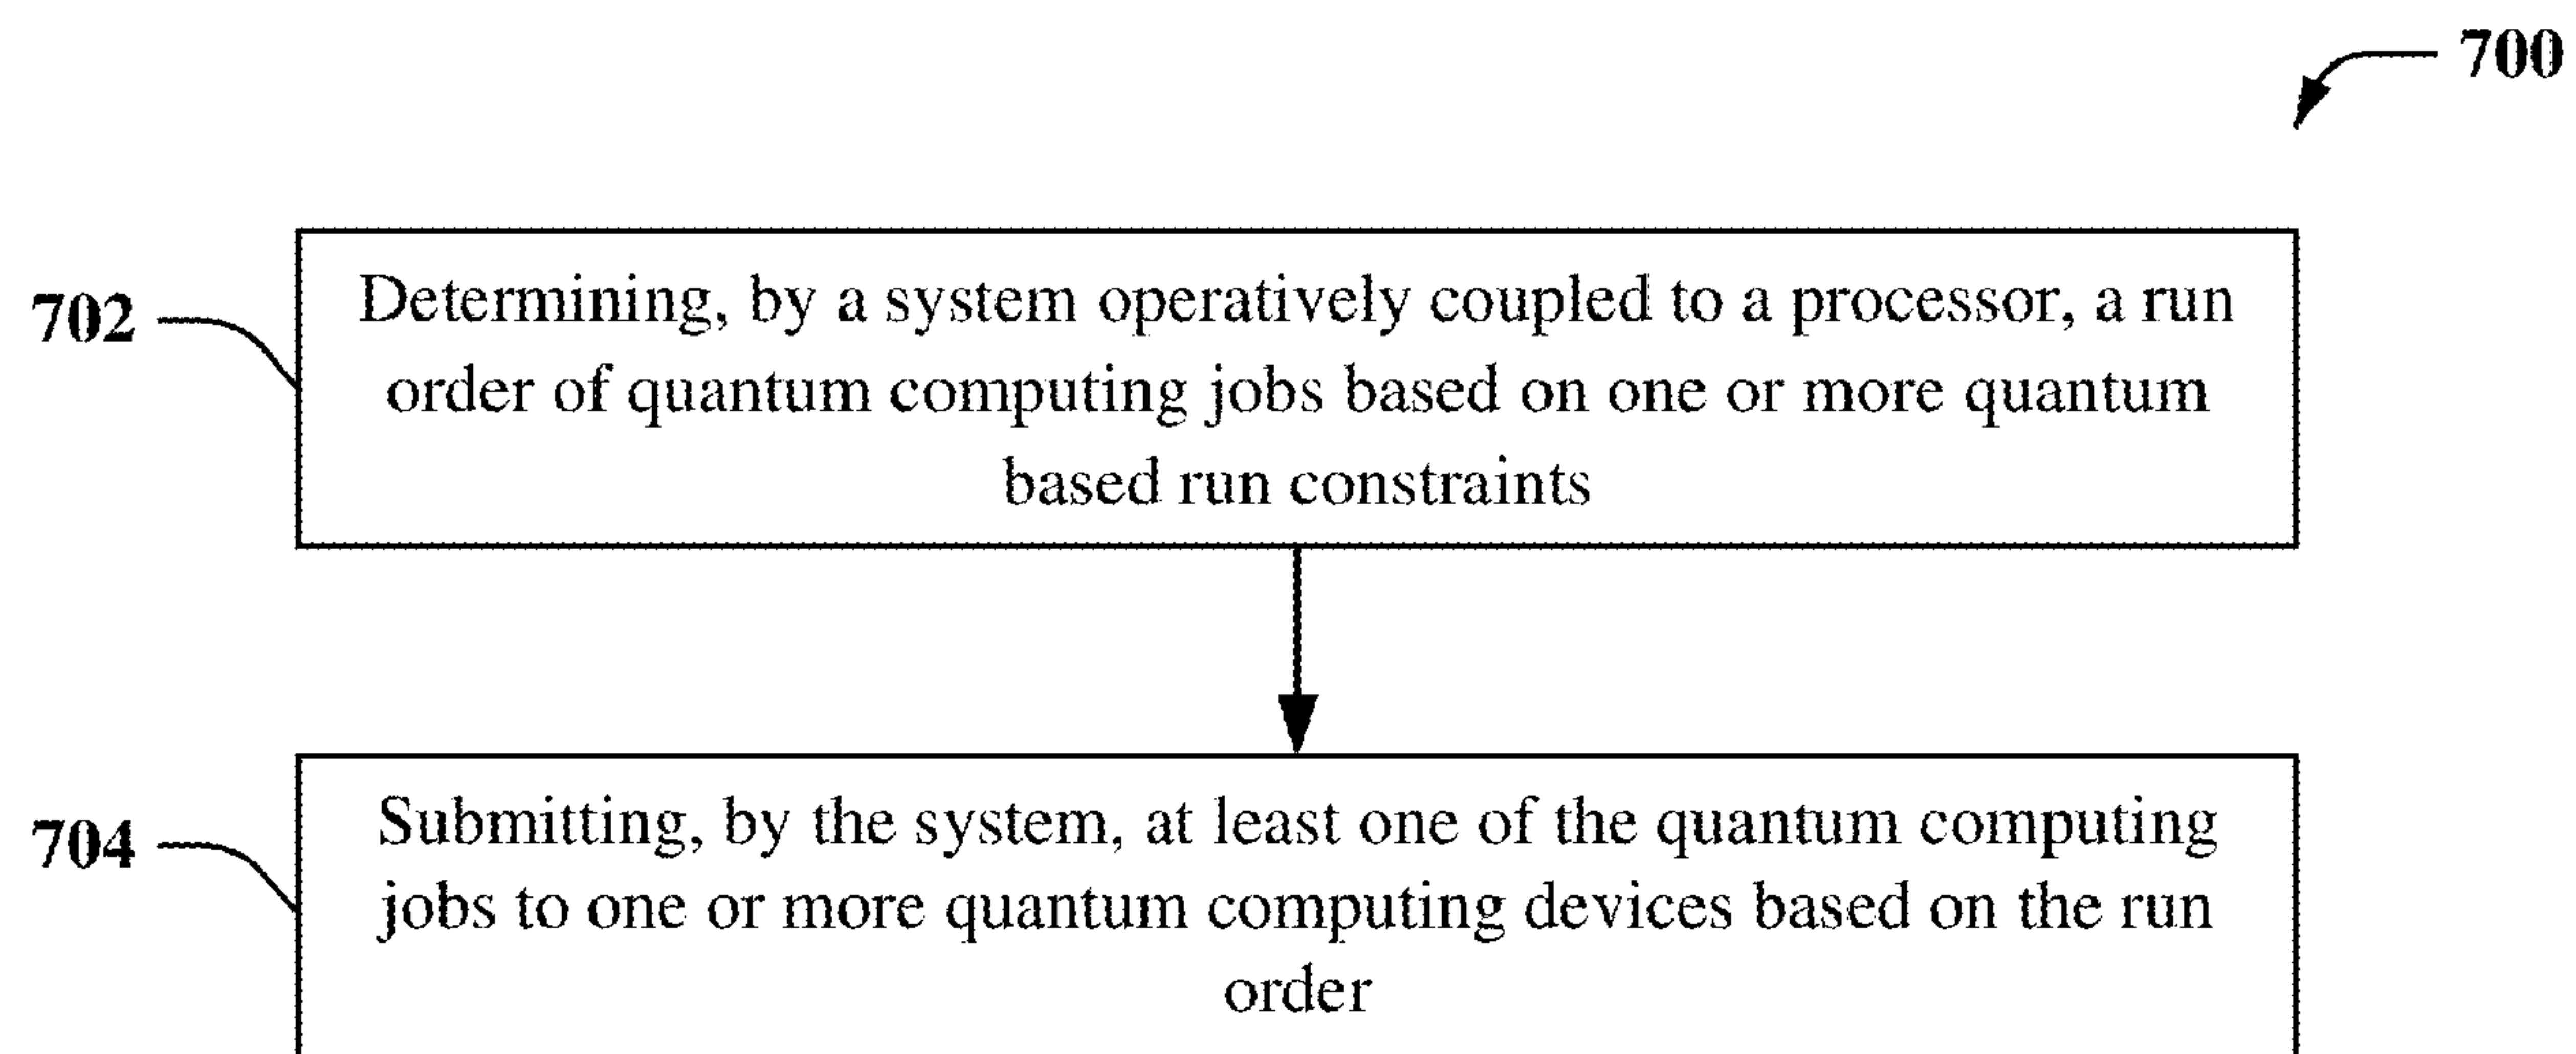 700
702
Determining, by a system operatively coupled to a processor, a run
order of quantum computing jobs based on one or more quantum
based run constraints
704
Submitting, by the system, at least one of the quantum computing
jobs to one or more quantum computing devices based on the run
order